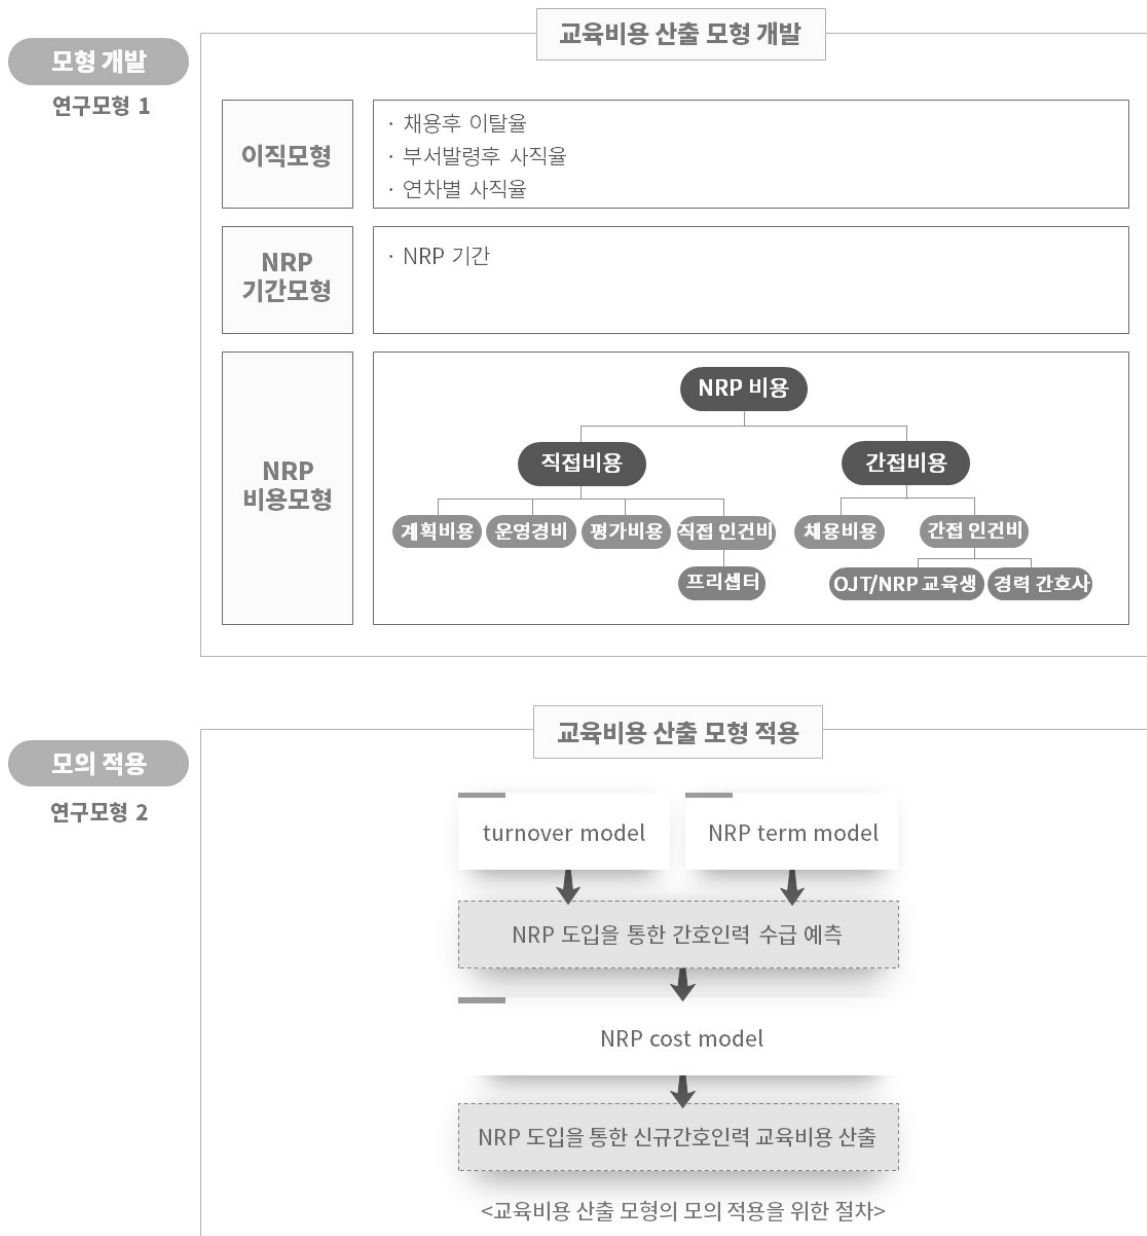 교육비용 산출 모형 개발
모형 개발
연구모형 1
이직모형
· 채용후 이탈율
· 부서발령후 사직율
· 연차별 사직율
NRP
기간모형
· NRP 기간
NRP
비용모형
NRP 비용
직접비용
간접비용
계획비용
운영경비
평가비용
직접 인건비
채용비용
간접 인건비
프리셉터
OJT/NRP 교육생
경력 간호사
교육비용 산출 모형 적용
모의 적용
연구모형 2
turnover model
NRP term model
NRP 도입을 통한 간호인력 수급 예측
NRP cost model
NRP 도입을 통한 신규간호인력 교육비용 산출
<교육비용 산출 모형의 모의 적용을 위한 절차>